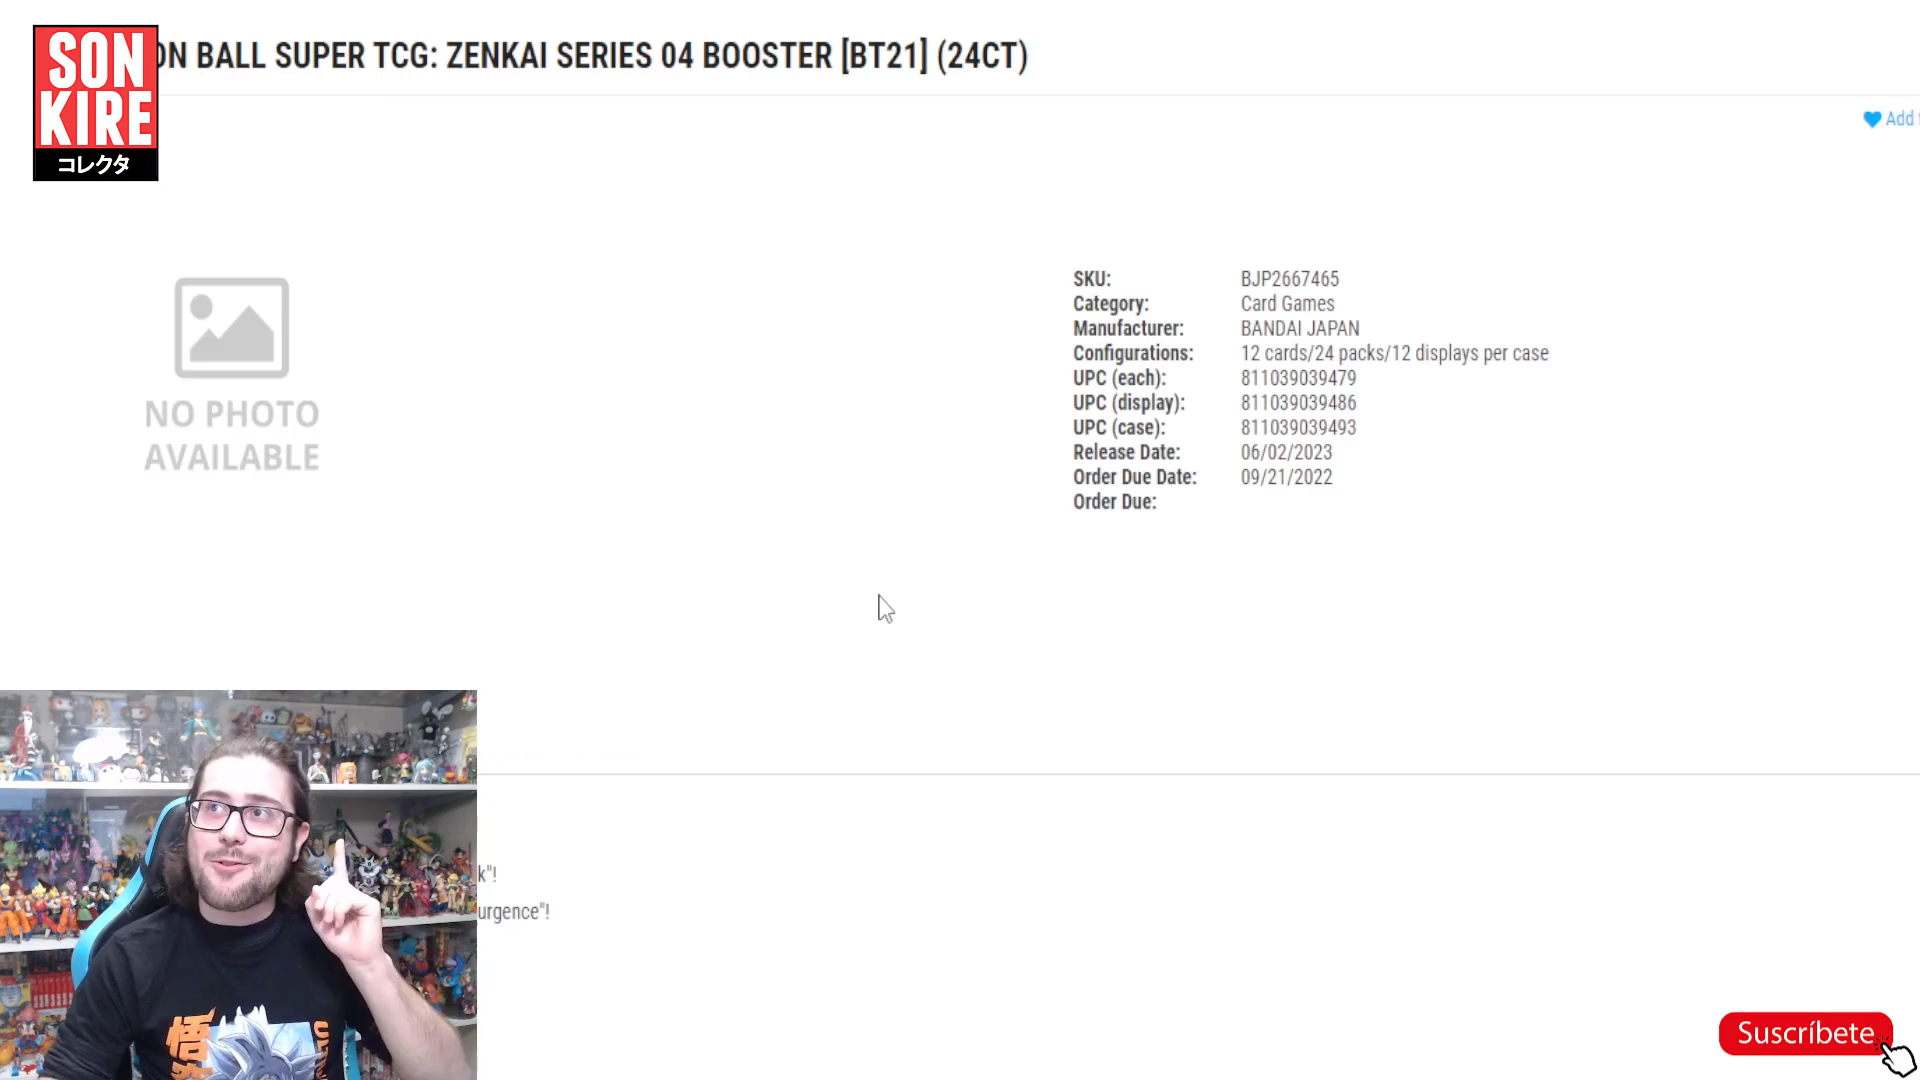 SON
KIRE
コレクタ
ON BALL SUPER TCG: ZENKAI SERIES 04 BOOSTER [BT21] (24CT)
Add
NO PHOTO
AVAILABLE
SKU: BJP2667465
Category: Card Games
Manufacturer: BANDAI JAPAN
Configurations: 12 cards/24 packs/12 displays per case
UPC (each): 811039039479
UPC (display): 811039039486
UPC (case): 811039039493
Release Date: 06/02/2023
Order Due Date: 09/21/2022
Order Due:
k"!
urgence"!
悟
Suscríbete